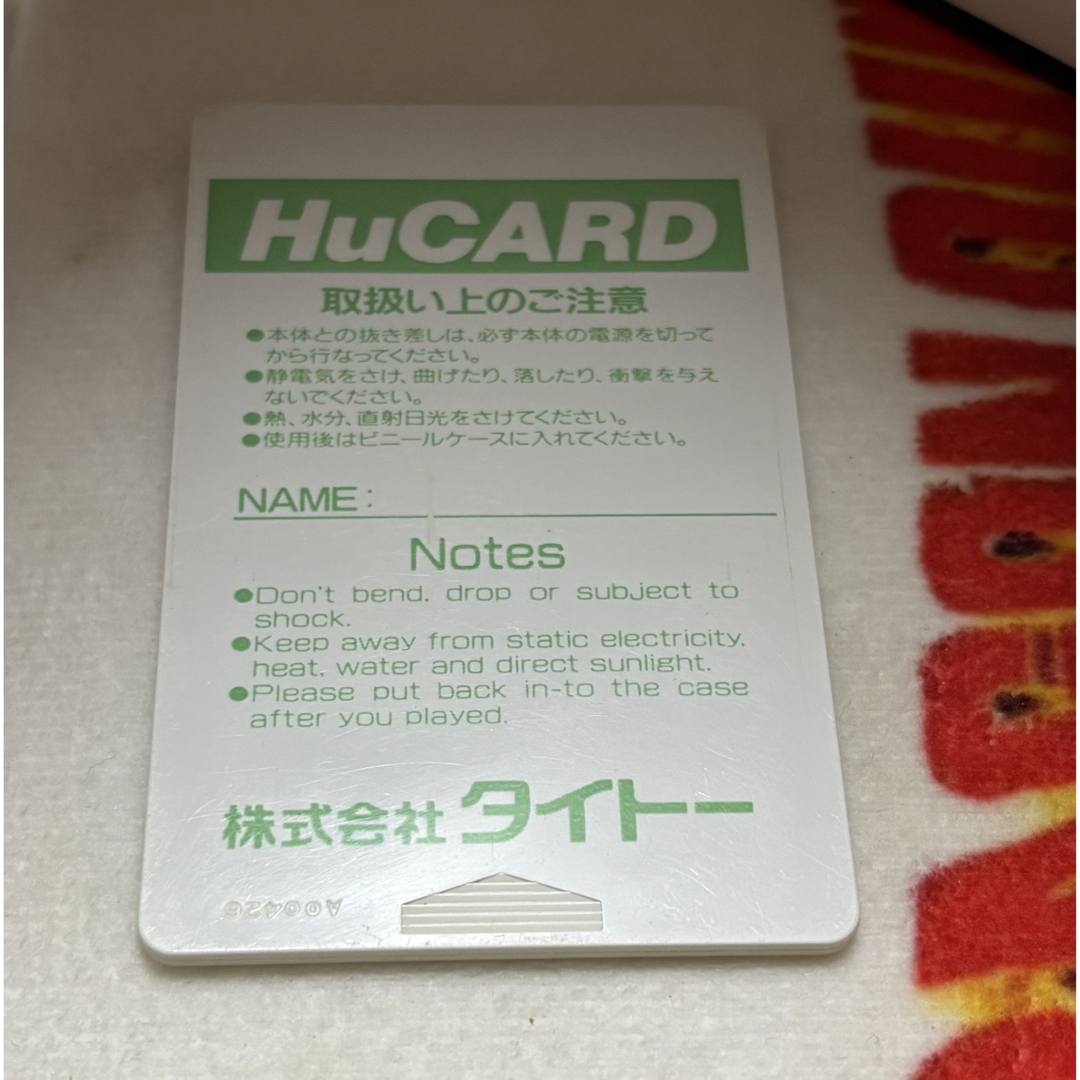 HuCARD
取扱い上のご注意
●本体との抜き差しは、必ず本体の電源を切って
から行なってください。
●静電気をさけ、曲げたり、落したり、衝撃を与え
ないでください。
●熱、水分、直射日光をさけてください。
●使用後はビニールケースに入れてください。
NAME:
Notes
●Don't bend, drop or subject to
shock.
●Keep away from static electricity,
heat, water and direct sunlight.
●Please put back in-to the case
after you played.
株式会社タイトー